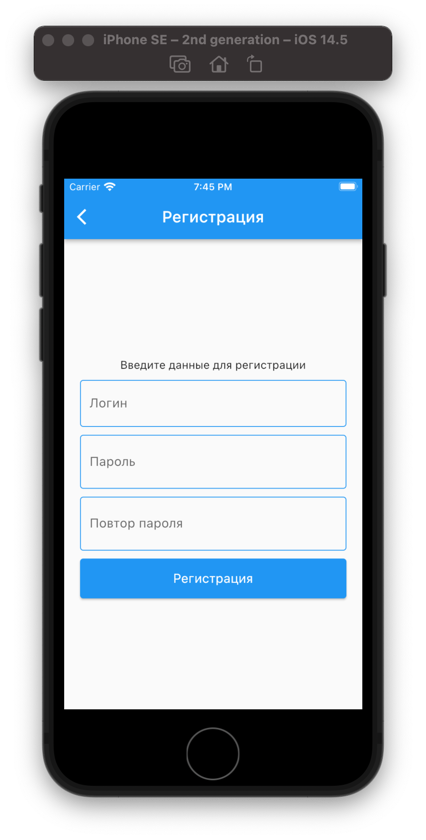 iPhone SE – 2nd generation – iOS 14.5
Carrier 7:45 PM
Регистрация
Введите данные для регистрации
Логин
Пароль
Повтор пароля
Регистрация